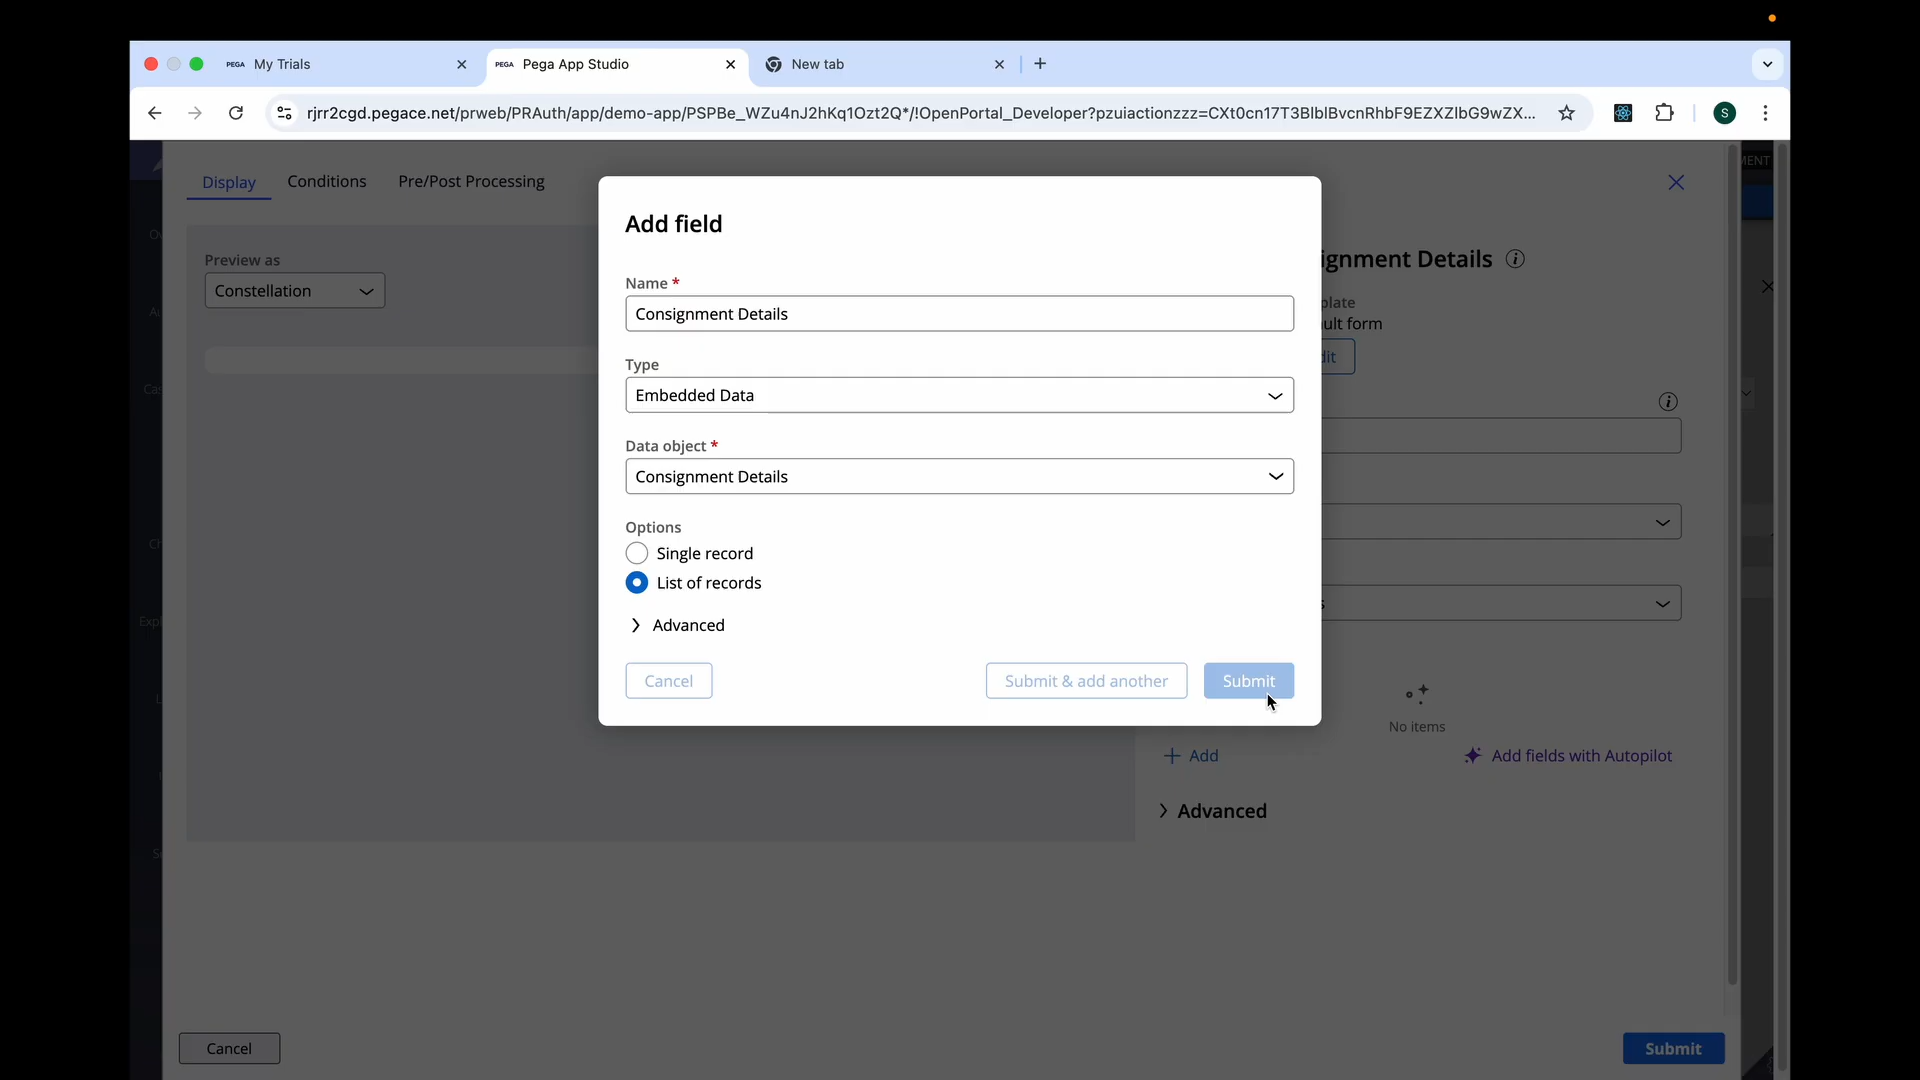 PEGA My Trials
PEGA Pega App Studio
New tab
rjrr2cgd.pegace.net/prweb/PRAuth/app/demo-app/PSPBe_WZu4nJ2hKq1Ozt2Q*/!OpenPortal_Developer?pzuiactionzzz=CXt0cn17T3BlblBvcnRhbF9EZXZlbG9wZX...
S
MENT
Display
Conditions
Pre/Post Processing
Preview as
Constellation
Add field
Name *
Consignment Details
Type
Embedded Data
Data object *
Consignment Details
Options
Single record
List of records
Advanced
Cancel
Submit & add another
Submit
ignment Details
plate
ult form
dit
No items
Add
Add fields with Autopilot
Advanced
Cancel
Submit